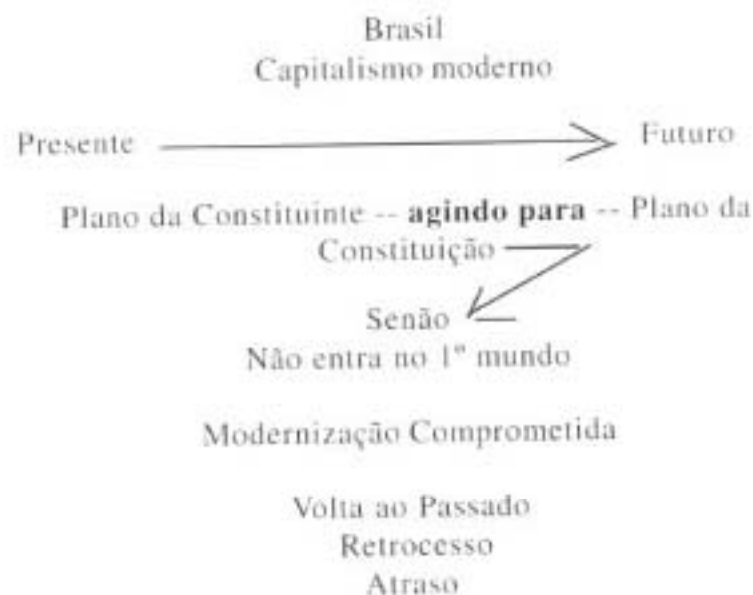 Brasil
Capitalismo moderno
Presente Futuro
Plano da Constituinte -- agindo para -- Plano da
Constituição
Senão
Não entra no 1º mundo
Modernização Comprometida
Volta ao Passado
Retrocesso
Atraso